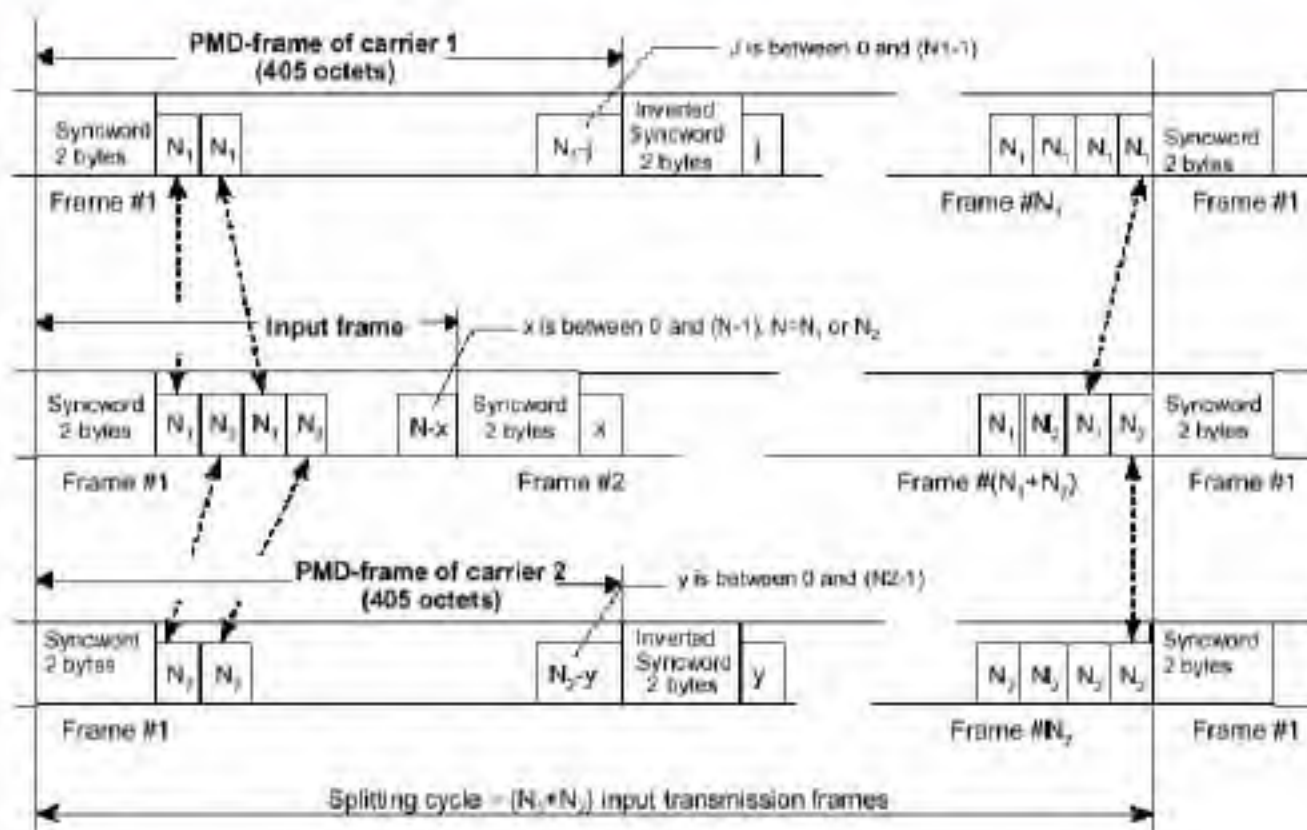 PMD-frame of carrier 1
(405 octets)
J is between 0 and (N1-1)
Syncword
2 bytes
N₁
N₁
N₁-j
Inverted
Syncword
2 bytes
j
N₁
N₁
N₁
N₁
Syncword
2 bytes
Frame #1
Frame #N₁
Frame #1
Input frame
x is between 0 and (N-1). N=N₁ or N₂
Syncword
2 bytes
N₁
N₂
N₁
N₂
N-x
Syncword
2 bytes
x
N₁
N₂
N₁
N₂
Syncword
2 bytes
Frame #1
Frame #2
Frame #(N₁+N₂)
Frame #1
PMD-frame of carrier 2
(405 octets)
y is between 0 and (N2-1)
Syncword
2 bytes
N₂
N₂
N₂-y
Inverted
Syncword
2 bytes
y
N₂
N₂
N₂
N₂
Syncword
2 bytes
Frame #1
Frame #N₂
Frame #1
Splitting cycle = (N₁+N₂) input transmission frames